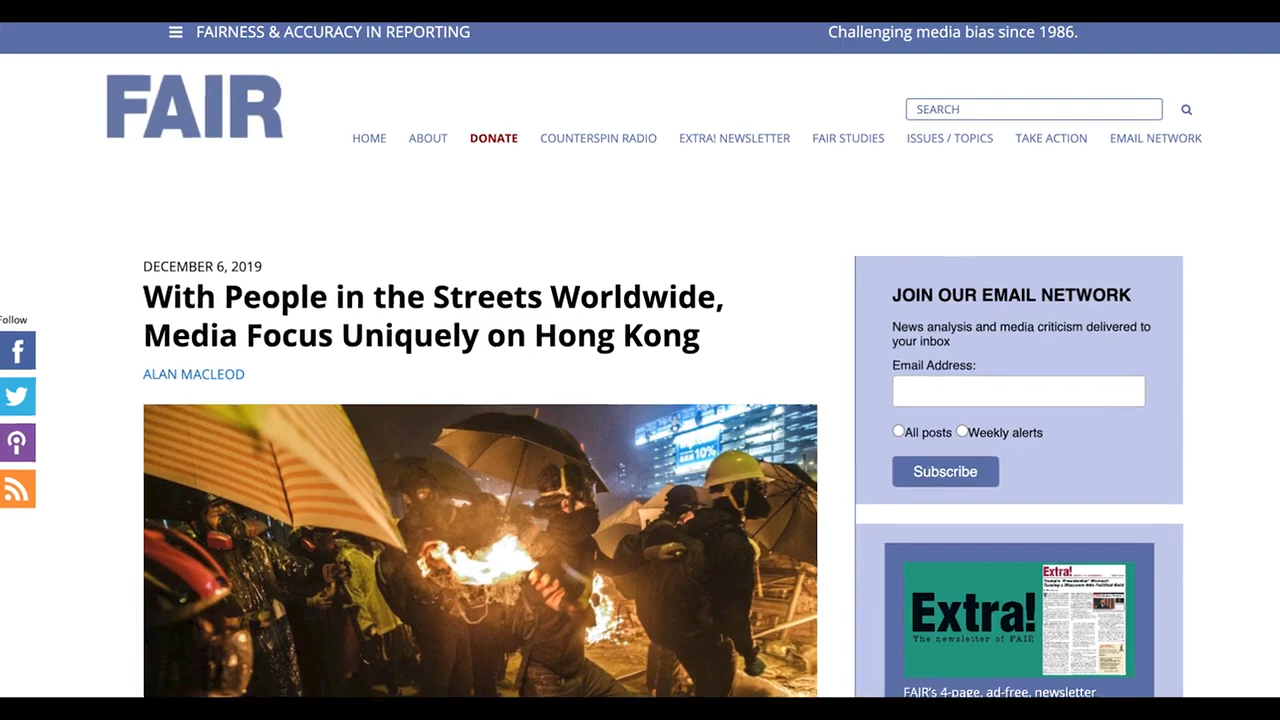 FAIRNESS & ACCURACY IN REPORTING
Challenging media bias since 1986.
FAIR
SEARCH
HOME
ABOUT
DONATE
COUNTERSPIN RADIO
EXTRA! NEWSLETTER
FAIR STUDIES
ISSUES / TOPICS
TAKE ACTION
EMAIL NETWORK
DECEMBER 6, 2019
With People in the Streets Worldwide,
Media Focus Uniquely on Hong Kong
ALAN MACLEOD
Follow
10%
JOIN OUR EMAIL NETWORK
News analysis and media criticism delivered to
your inbox
Email Address:
All posts
Weekly alerts
Subscribe
Extra!
The newsletter of FAIR
Extra!
FAIR's 4-page, ad-free, newsletter